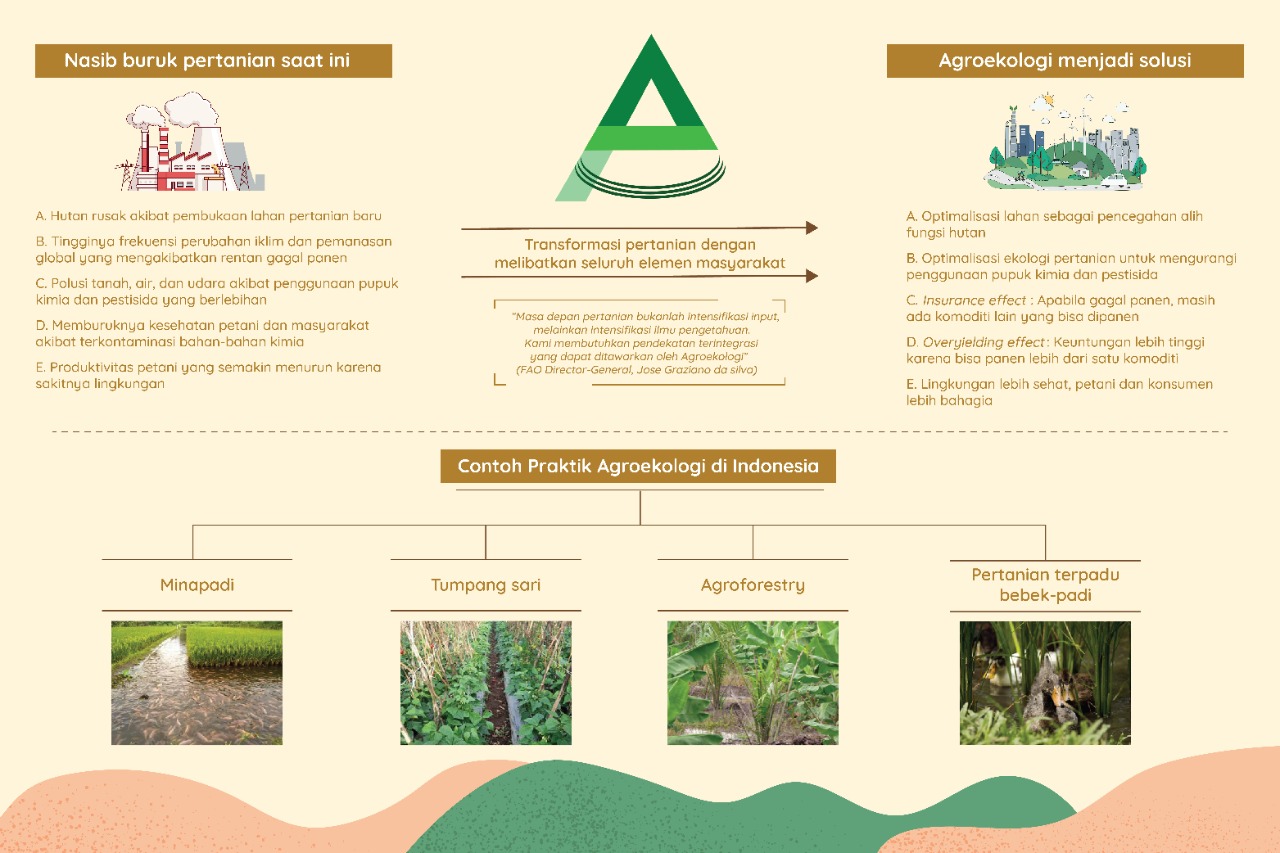 Nasib buruk pertanian saat ini
A. Hutan rusak akibat pembukaan lahan pertanian baru
B. Tingginya frekuensi perubahan iklim dan pemanasan
global yang mengakibatkan rentan gagal panen
C. Polusi tanah, air, dan udara akibat penggunaan pupuk
kimia dan pestisida yang berlebihan
D. Memburuknya kesehatan petani dan masyarakat
akibat terkontaminasi bahan-bahan kimia
E. Produktivitas petani yang semakin menurun karena
sakitnya lingkungan
Transformasi pertanian dengan
melibatkan seluruh elemen masyarakat
"Masa depan pertanian bukanlah intensifikasi input,
melainkan intensifikasi ilmu pengetahuan.
Kami membutuhkan pendekatan terintegrasi
yang dapat ditawarkan oleh Agroekologi"
(FAO Director-General, Jose Graziano da silva)
Agroekologi menjadi solusi
A. Optimalisasi lahan sebagai pencegahan alih
fungsi hutan
B. Optimalisasi ekologi pertanian untuk mengurangi
penggunaan pupuk kimia dan pestisida
C. Insurance effect : Apabila gagal panen, masih
ada komoditi lain yang bisa dipanen
D. Overyielding effect : Keuntungan lebih tinggi
karena bisa panen lebih dari satu komoditi
E. Lingkungan lebih sehat, petani dan konsumen
lebih bahagia
Contoh Praktik Agroekologi di Indonesia
Minapadi
Tumpang sari
Agroforestry
Pertanian terpadu
bebek-padi